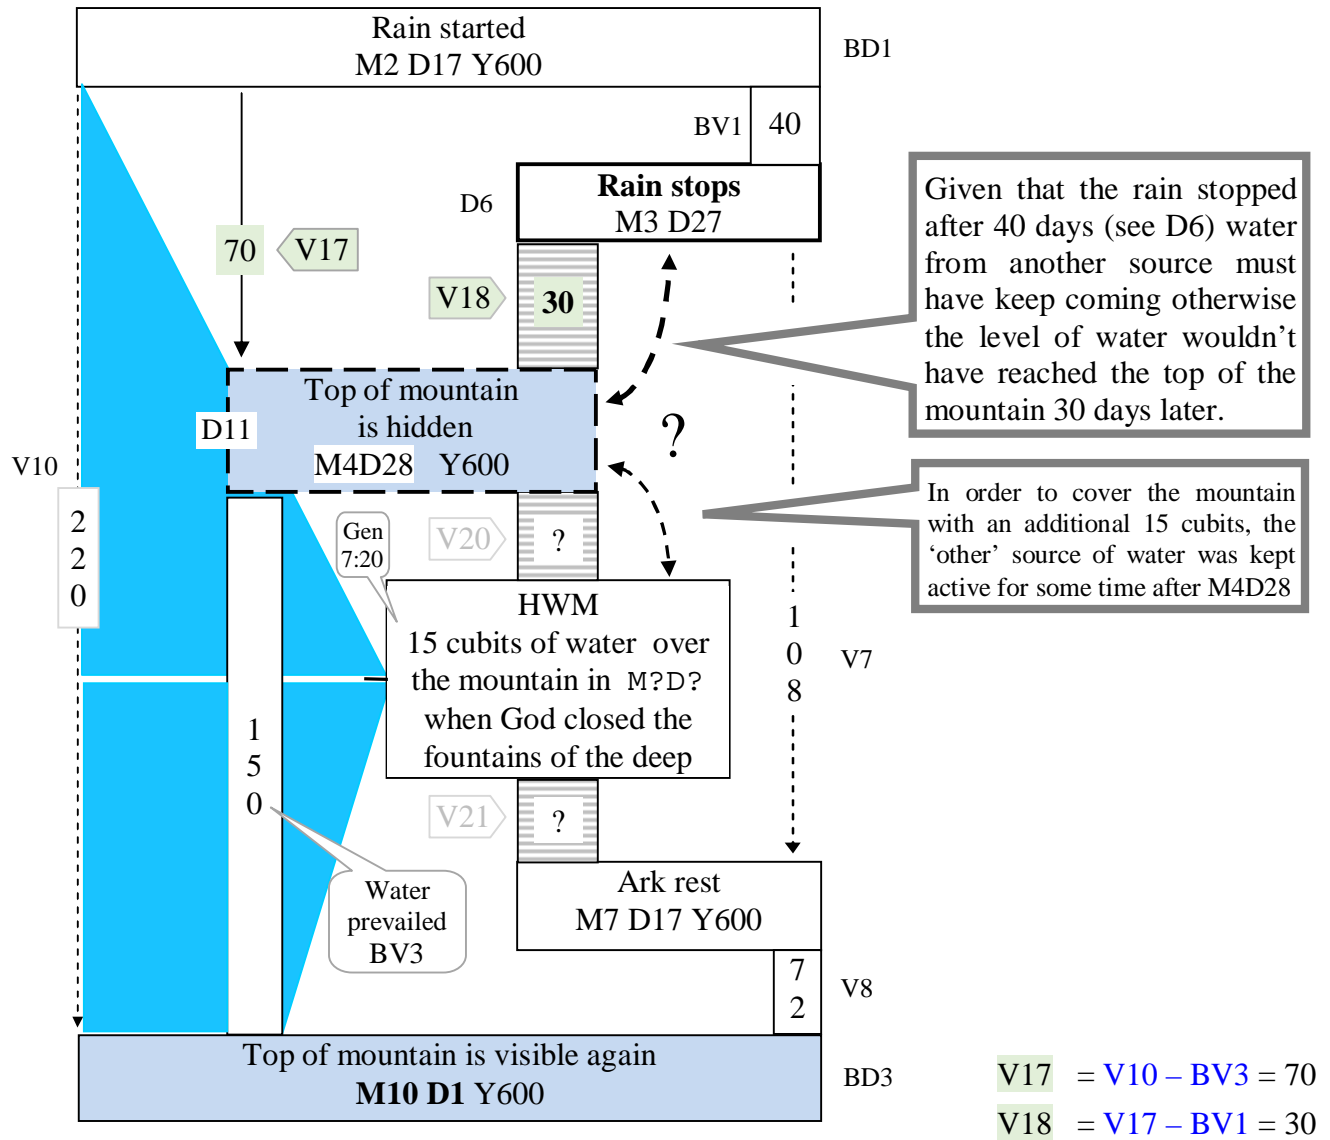 Rain started
M2 D17 Y600
BD1
BV1
40
Rain stops
M3 D27
D6
70
V17
V18
30
Given that the rain stopped
after 40 days (see D6) water
from another source must
have keep coming otherwise
the level of water wouldn't
have reached the top of the
mountain 30 days later.
Top of mountain
is hidden
M4D28 Y600
D11
?
V10
2
2
0
In order to cover the mountain
with an additional 15 cubits, the
‘other’ source of water was kept
active for some time after M4D28
Gen
7:20
V20
?
HWM
15 cubits of water over
the mountain in M?D?
when God closed the
fountains of the deep
1
0
8
V7
1
5
0
V21
?
Water
prevailed
BV3
Ark rest
M7 D17 Y600
7
2
V8
Top of mountain is visible again
M10 D1 Y600
BD3
V17 = V10 – BV3 = 70
V18 = V17 – BV1 = 30